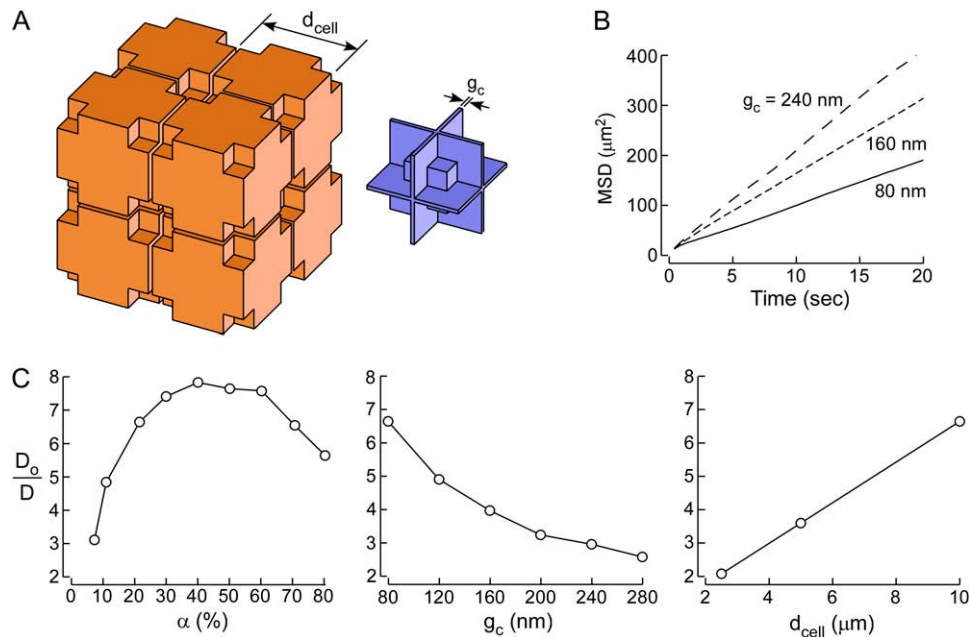 A
d_cell
g_c
B
400
300
200
100
0
MSD (μm²)
g_c = 240 nm
160 nm
80 nm
0 5 10 15 20
Time (sec)
C
D_o
D
8
7
6
5
4
3
2
0 10 20 30 40 50 60 70 80
α (%)
8
7
6
5
4
3
2
80 120 160 200 240 280
g_c (nm)
8
7
6
5
4
3
2
2 4 6 8 10
d_cell (μm)